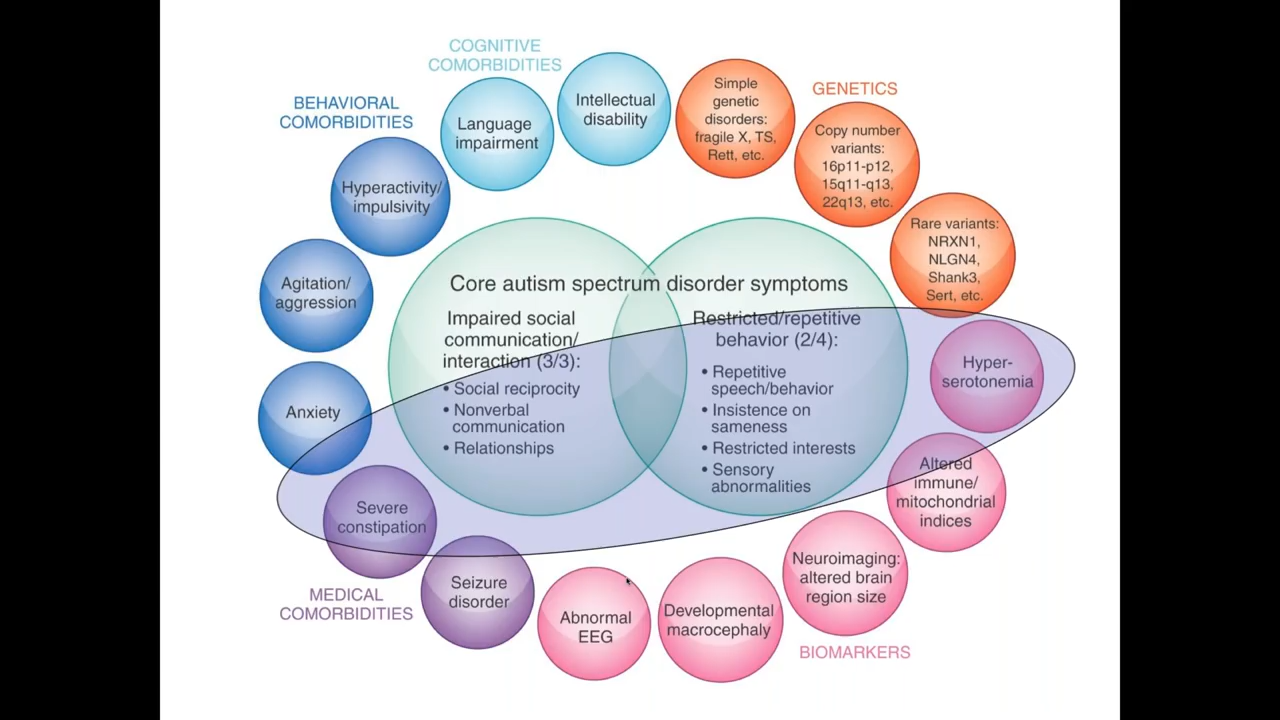 COGNITIVE
COMORBIDITIES
BEHAVIORAL
COMORBIDITIES
Language
impairment
Intellectual
disability
Simple
genetic
disorders:
fragile X, TS,
Rett, etc.
GENETICS
Copy number
variants:
16p11-p12,
15q11-q13,
22q13, etc.
Hyperactivity/
impulsivity
Rare variants:
NRXN1,
NLGN4,
Shank3,
Sert, etc.
Agitation/
aggression
Core autism spectrum disorder symptoms
Impaired social
communication/
interaction (3/3):
• Social reciprocity
• Nonverbal
communication
• Relationships
Restricted/repetitive
behavior (2/4):
• Repetitive
speech/behavior
• Insistence on
sameness
• Restricted interests
• Sensory
abnormalities
Hyper-
serotonemia
Anxiety
Altered
immune/
mitochondrial
indices
Severe
constipation
MEDICAL
COMORBIDITIES
Seizure
disorder
Abnormal
EEG
Developmental
macrocephaly
Neuroimaging:
altered brain
region size
BIOMARKERS